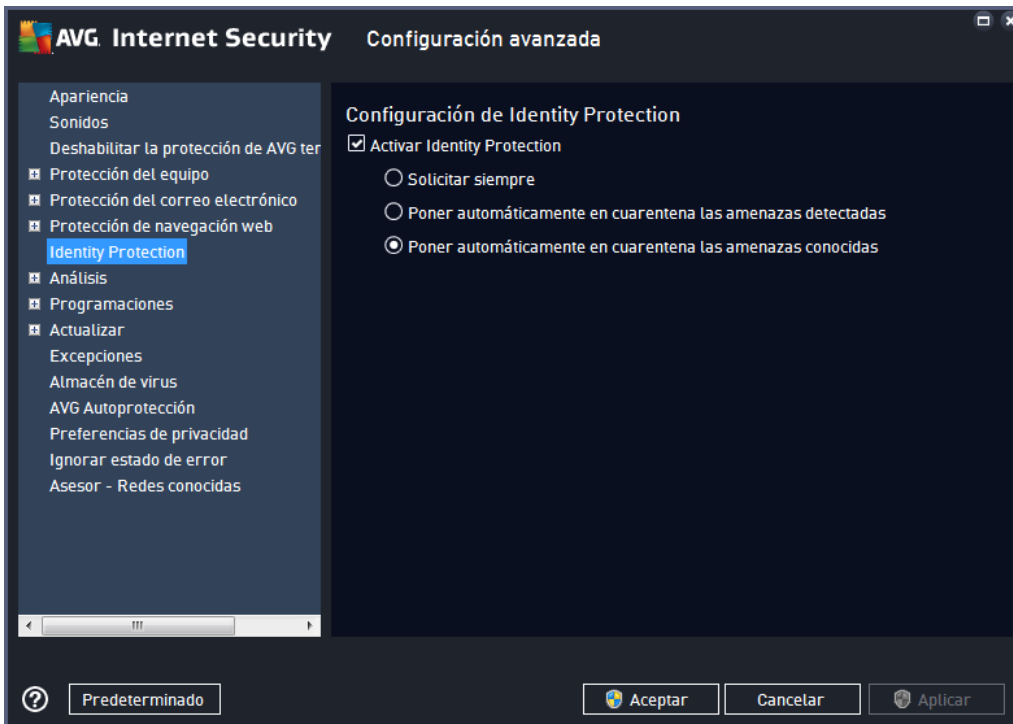 AVG. Internet Security Configuración avanzada
Apariencia
Sonidos
Deshabilitar la protección de AVG ter
Protección del equipo
Protección del correo electrónico
Protección de navegación web
Identity Protection
Análisis
Programaciones
Actualizar
Excepciones
Almacén de virus
AVG Autoprotección
Preferencias de privacidad
Ignorar estado de error
Asesor - Redes conocidas
Configuración de Identity Protection
Activar Identity Protection
Solicitar siempre
Poner automáticamente en cuarentena las amenazas detectadas
Poner automáticamente en cuarentena las amenazas conocidas
? Predeterminado Aceptar Cancelar Aplicar